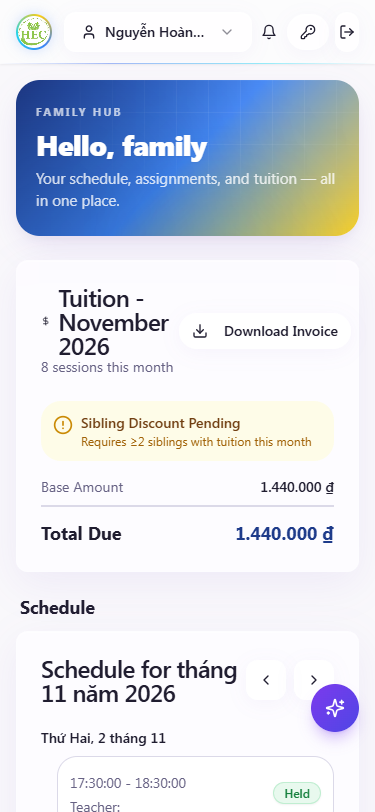 HEC
Nguyễn Hoàn...
FAMILY HUB
Hello, family
Your schedule, assignments, and tuition — all
in one place.
$
Tuition -
November
2026
Download Invoice
8 sessions this month
Sibling Discount Pending
Requires ≥2 siblings with tuition this month
Base Amount
1.440.000 ₫
Total Due
1.440.000 ₫
Schedule
Schedule for tháng
11 năm 2026
Thứ Hai, 2 tháng 11
17:30:00 - 18:30:00
Held
Teacher: